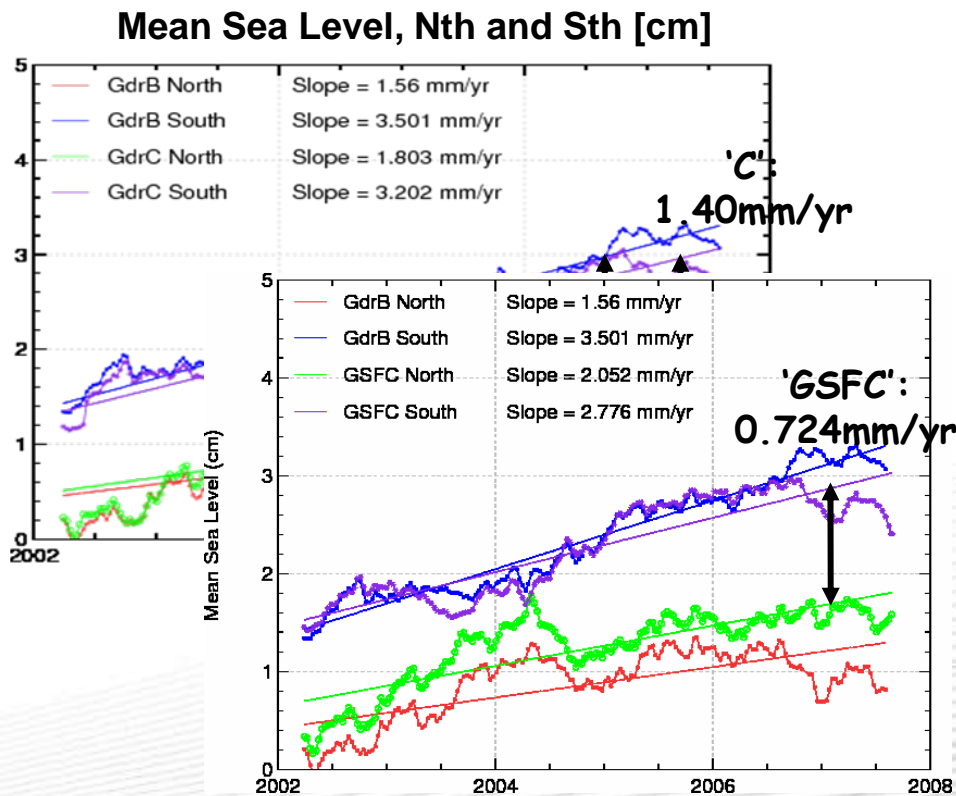 Mean Sea Level, Nth and Sth [cm]
5
4
3
2
1
0
2002
GdrB North Slope = 1.56 mm/yr
GdrB South Slope = 3.501 mm/yr
GdrC North Slope = 1.803 mm/yr
GdrC South Slope = 3.202 mm/yr
'C':
1.40mm/yr
5
4
3
2
1
0
Mean Sea Level (cm)
GdrB North Slope = 1.56 mm/yr
GdrB South Slope = 3.501 mm/yr
GSFC North Slope = 2.052 mm/yr
GSFC South Slope = 2.776 mm/yr
'GSFC':
0.724mm/yr
2002 2004 2006 2008